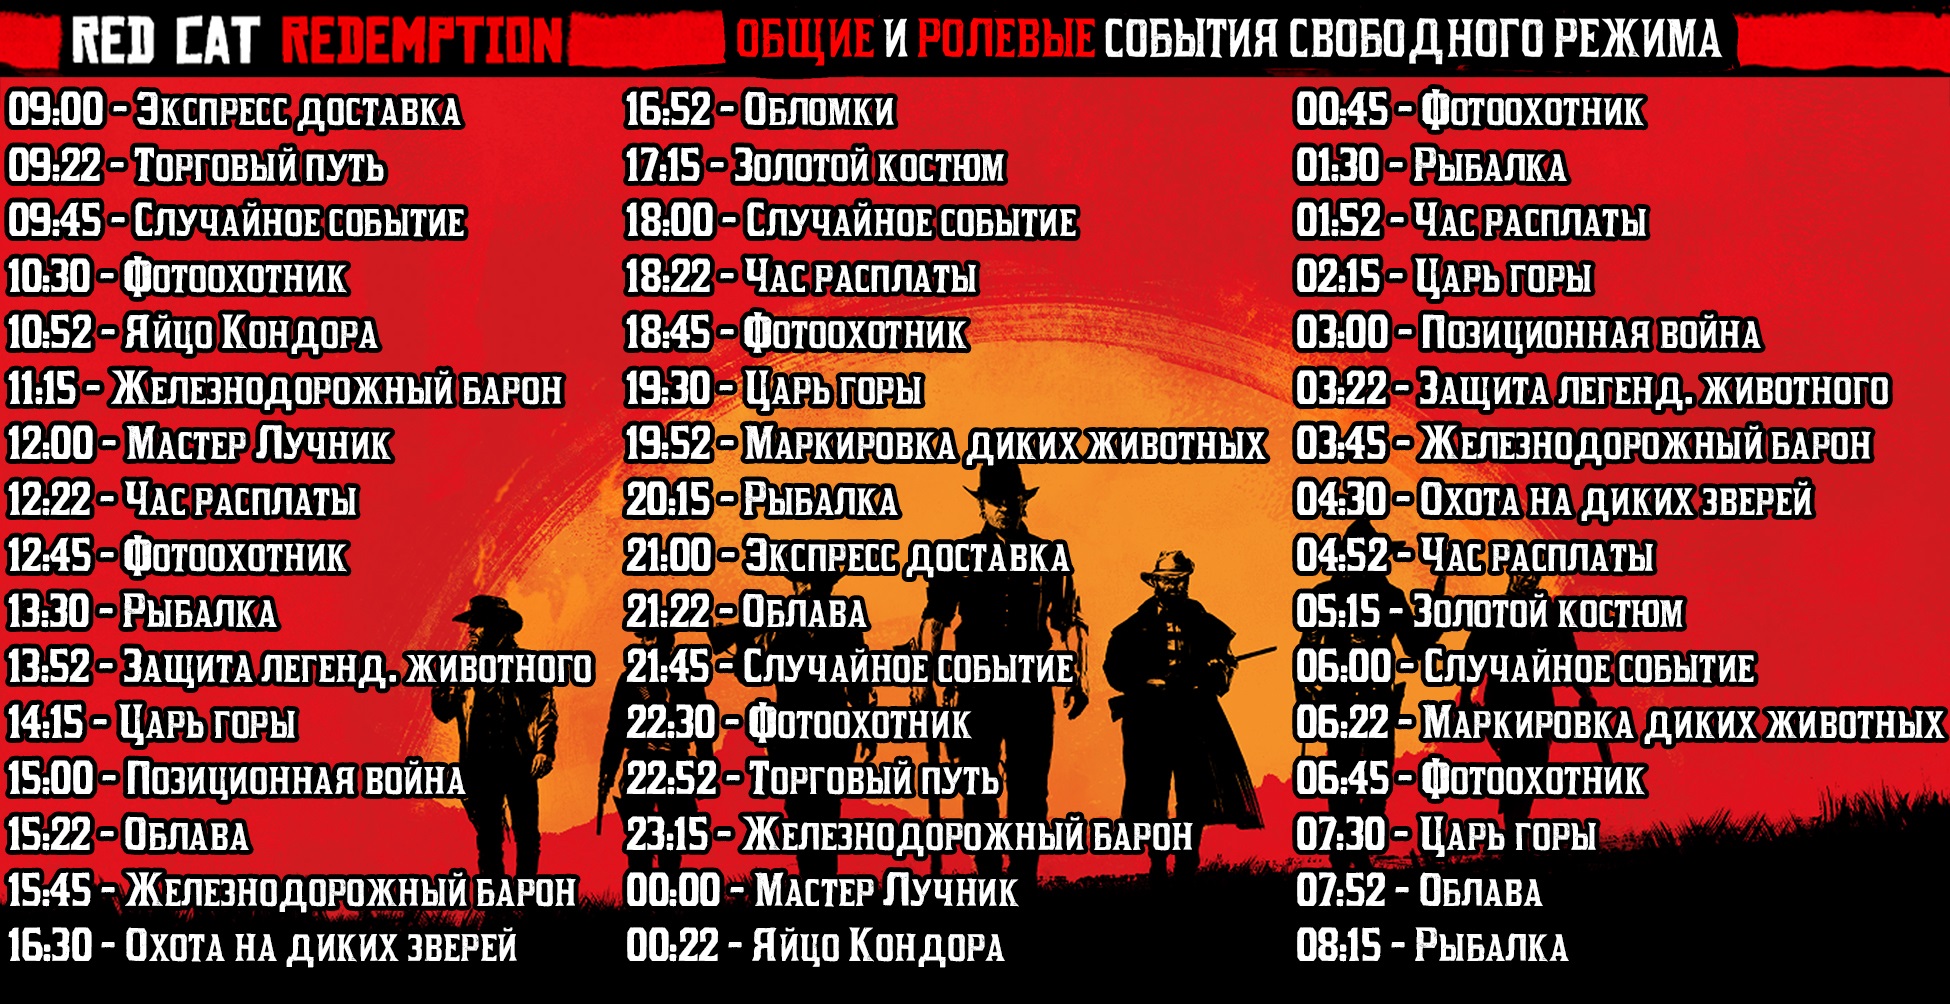 RED CAT REDEMPTION
ОБЩИЕ И РОЛЕВЫЕ СОБЫТИЯ СВОБОДНОГО РЕЖИМА
09:00 - Экспресс доставка
09:22 - Торговый путь
09:45 - Случайное событие
10:30 - Фотоохотник
10:52 - Яйцо Кондора
11:15 - Железнодорожный барон
12:00 - Мастер Лучник
12:22 - Час расплаты
12:45 - Фотоохотник
13:30 - Рыбалка
13:52 - Защита легенд. животного
14:15 - Царь горы
15:00 - Позиционная война
15:22 - Облава
15:45 - Железнодорожный барон
16:30 - Охота на диких зверей
16:52 - Обломки
17:15 - Золотой костюм
18:00 - Случайное событие
18:22 - Час расплаты
18:45 - Фотоохотник
19:30 - Царь горы
19:52 - Маркировка диких животных
20:15 - Рыбалка
21:00 - Экспресс доставка
21:22 - Облава
21:45 - Случайное событие
22:30 - Фотоохотник
22:52 - Торговый путь
23:15 - Железнодорожный барон
00:00 - Мастер Лучник
00:22 - Яйцо Кондора
00:45 - Фотоохотник
01:30 - Рыбалка
01:52 - Час расплаты
02:15 - Царь горы
03:00 - Позиционная война
03:22 - Защита легенд. животного
03:45 - Железнодорожный барон
04:30 - Охота на диких зверей
04:52 - Час расплаты
05:15 - Золотой костюм
06:00 - Случайное событие
06:22 - Маркировка диких животных
06:45 - Фотоохотник
07:30 - Царь горы
07:52 - Облава
08:15 - Рыбалка